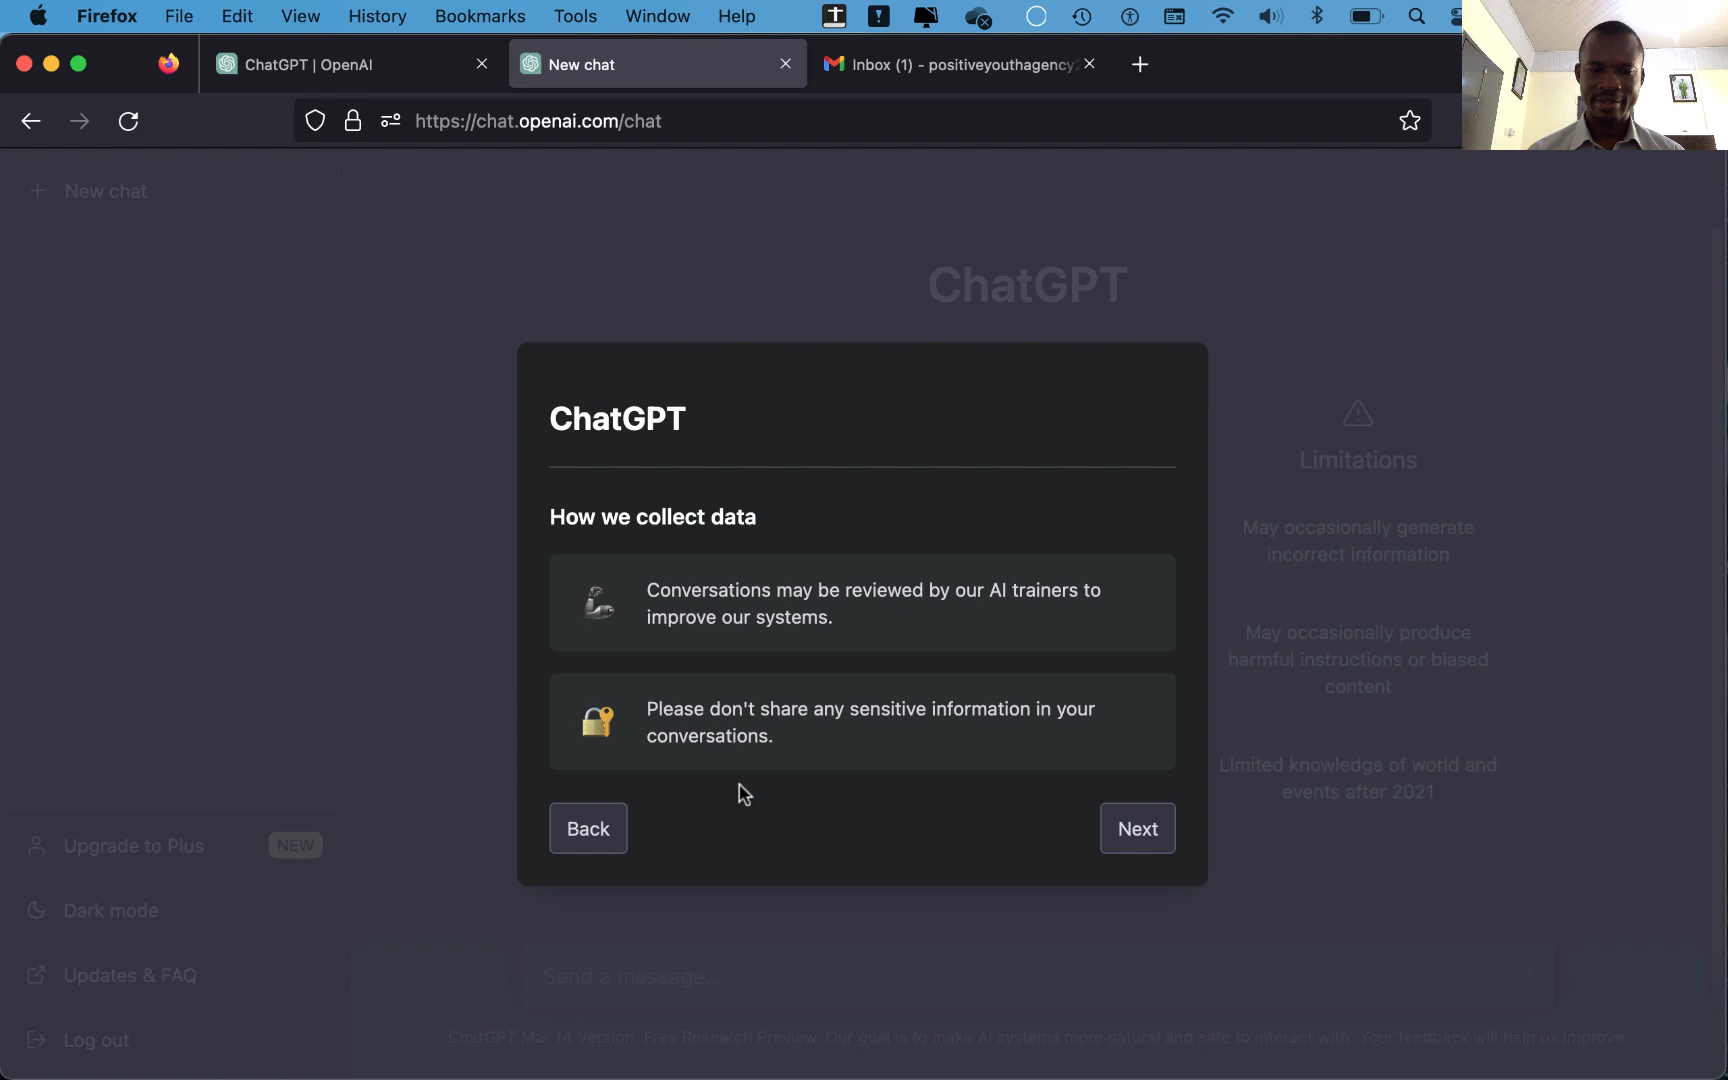 Firefox File Edit View History Bookmarks Tools Window Help
ChatGPT | OpenAI
New chat
Inbox (1) - positiveyouthagency
https://chat.openai.com/chat
New chat
ChatGPT
ChatGPT
How we collect data
Conversations may be reviewed by our AI trainers to
improve our systems.
Please don't share any sensitive information in your
conversations.
Back
Next
Limitations
May occasionally generate
incorrect information
May occasionally produce
harmful instructions or biased
content
Limited knowledge of world and
events after 2021
Upgrade to Plus NEW
Dark mode
Updates & FAQ
Log out
Send a message...
ChatGPT Mar 14 Version. Free Research Preview. Our goal is to make AI systems more natural and safe to interact with. Your feedback will help us improve.